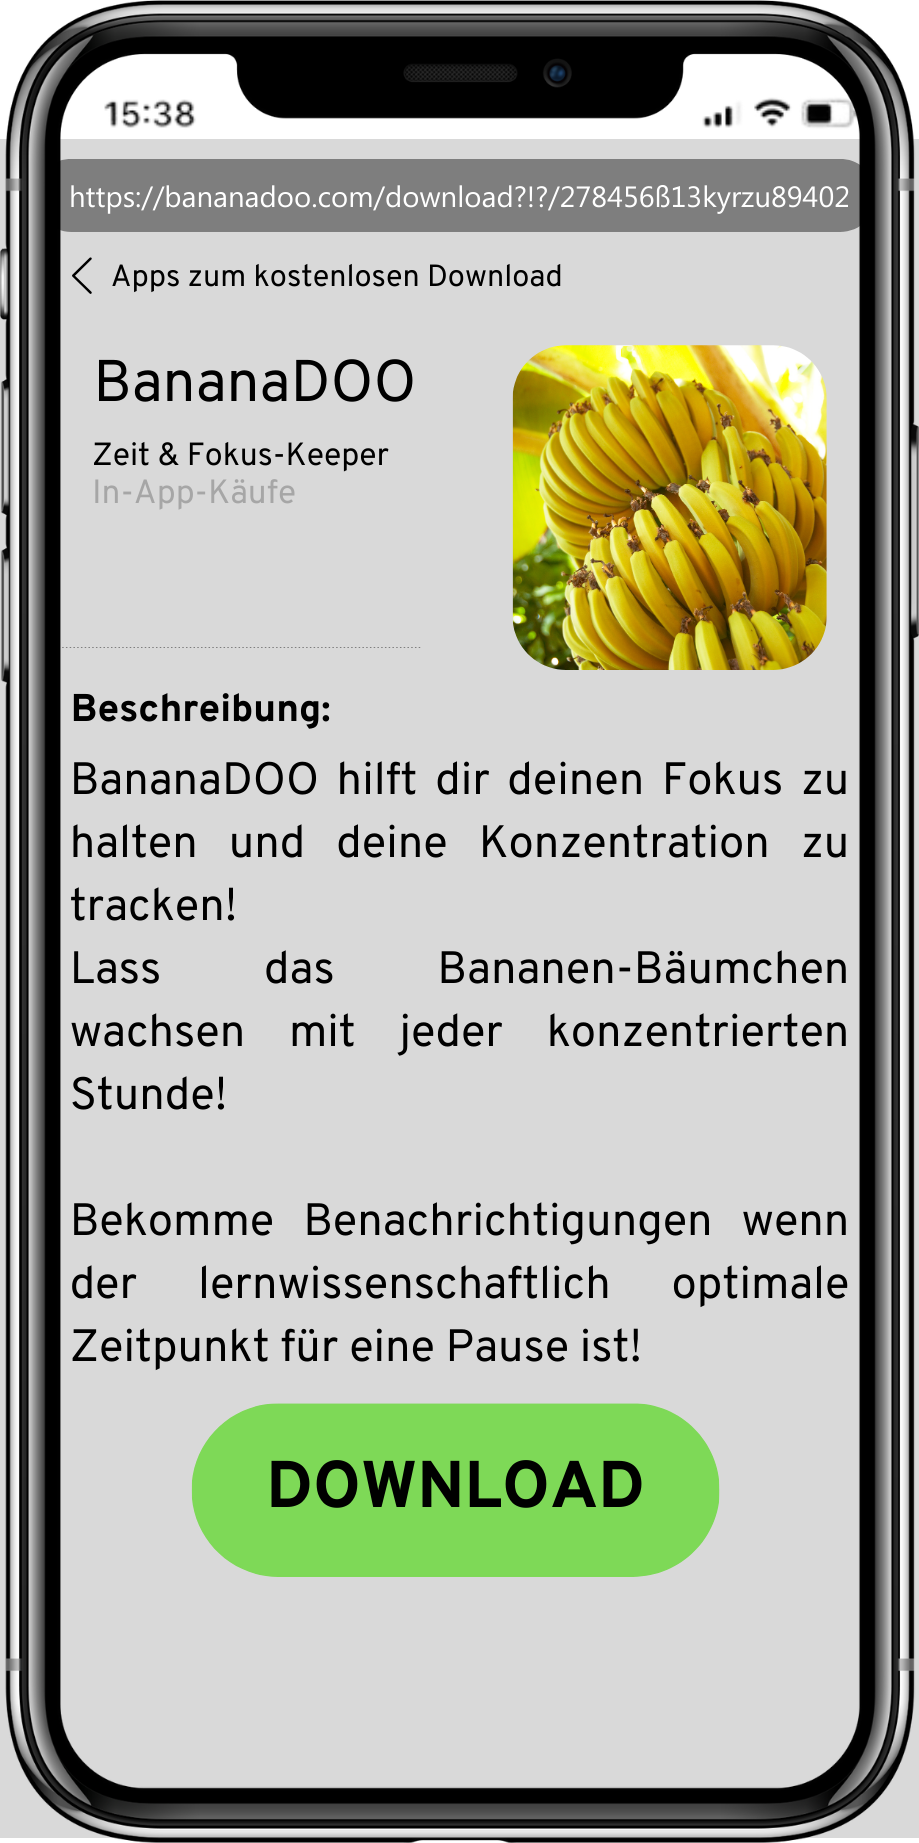 15:38
https://bananadoo.com/download?!?/278456ß13kyrzu89402
Apps zum kostenlosen Download
BananaDOO
Zeit & Fokus-Keeper
In-App-Käufe
Beschreibung:
BananaDOO hilft dir deinen Fokus zu
halten und deine Konzentration zu
tracken!
Lass das Bananen-Bäumchen
wachsen mit jeder konzentrierten
Stunde!
Bekomme Benachrichtigungen wenn
der lernwissenschaftlich optimale
Zeitpunkt für eine Pause ist!
DOWNLOAD